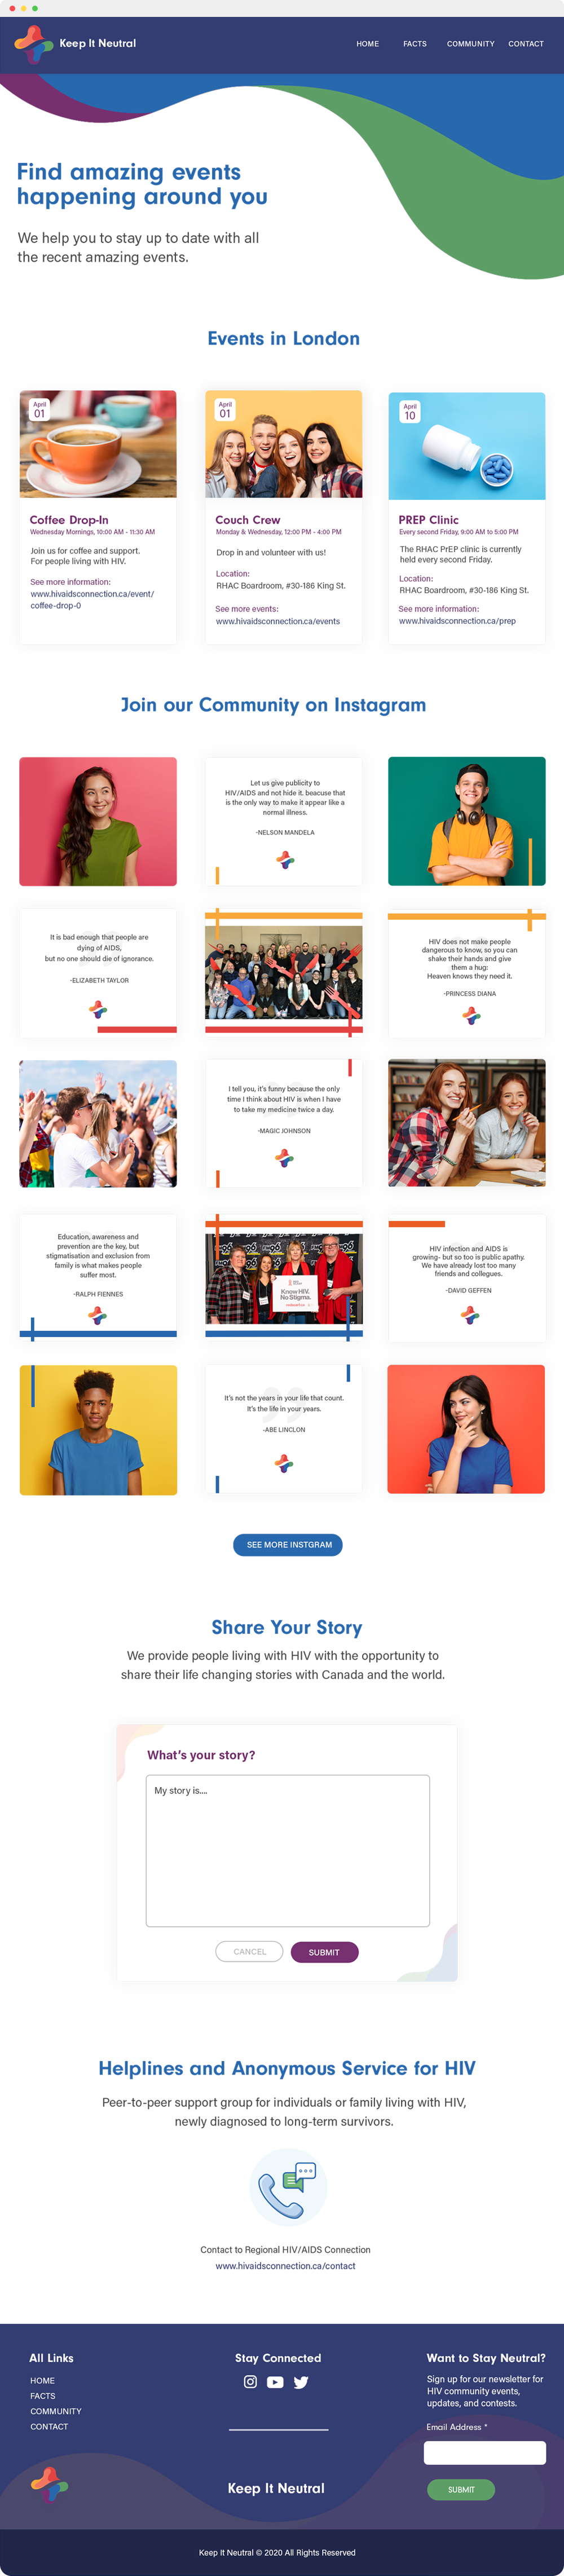 Keep It Neutral
HOME
FACTS
COMMUNITY
CONTACT
Find amazing events
happening around you
We help you to stay up to date with all
the recent amazing events.
Events in London
April
01
Coffee Drop-In
Wednesday Mornings, 10:00 AM - 11:30 AM
Join us for coffee and support.
For people living with HIV.
See more information:
www.hivaidsconnection.ca/event/
coffee-drop-0
April
01
Couch Crew
Monday & Wednesday, 12:00 PM - 4:00 PM
Drop in and volunteer with us!
Location:
RHAC Boardroom, #30-186 King St.
See more events:
www.hivaidsconnection.ca/events
April
10
PREP Clinic
Every second Friday, 9:00 AM to 5:00 PM
The RHAC PrEP clinic is currently
held every second Friday.
Location:
RHAC Boardroom, #30-186 King St.
See more information:
www.hivaidsconnection.ca/prep
Join our Community on Instagram
Let us give publicity to
HIV/AIDS and not hide it. beacuse that
is the only way to make it appear like a
normal illness.
-NELSON MANDELA
It is bad enough that people are
dying of AIDS,
but no one should die of ignorance.
-ELIZABETH TAYLOR
HIV does not make people
dangerous to know, so you can
shake their hands and give
them a hug:
Heaven knows they need it.
-PRINCESS DIANA
I tell you, it's funny because the only
time I think about HIV is when I have
to take my medicine twice a day.
-MAGIC JOHNSON
Education, awareness and
prevention are the key, but
stigmatisation and exclusion from
family is what makes people
suffer most.
-RALPH FIENNES
Know HIV.
No Stigma.
HIV infection and AIDS is
growing- but so too is public apathy.
We have already lost too many
friends and collegues.
-DAVID GEFFEN
It's not the years in your life that count.
It's the life in your years.
-ABE LINCLON
SEE MORE INSTGRAM
Share Your Story
We provide people living with HIV with the opportunity to
share their life changing stories with Canada and the world.
What's your story?
My story is....
CANCEL
SUBMIT
Helplines and Anonymous Service for HIV
Peer-to-peer support group for individuals or family living with HIV,
newly diagnosed to long-term survivors.
Contact to Regional HIV/AIDS Connection
www.hivaidsconnection.ca/contact
All Links
HOME
FACTS
COMMUNITY
CONTACT
Stay Connected
Keep It Neutral
Want to Stay Neutral?
Sign up for our newsletter for
HIV community events,
updates, and contests.
Email Address *
SUBMIT
Keep It Neutral © 2020 All Rights Reserved